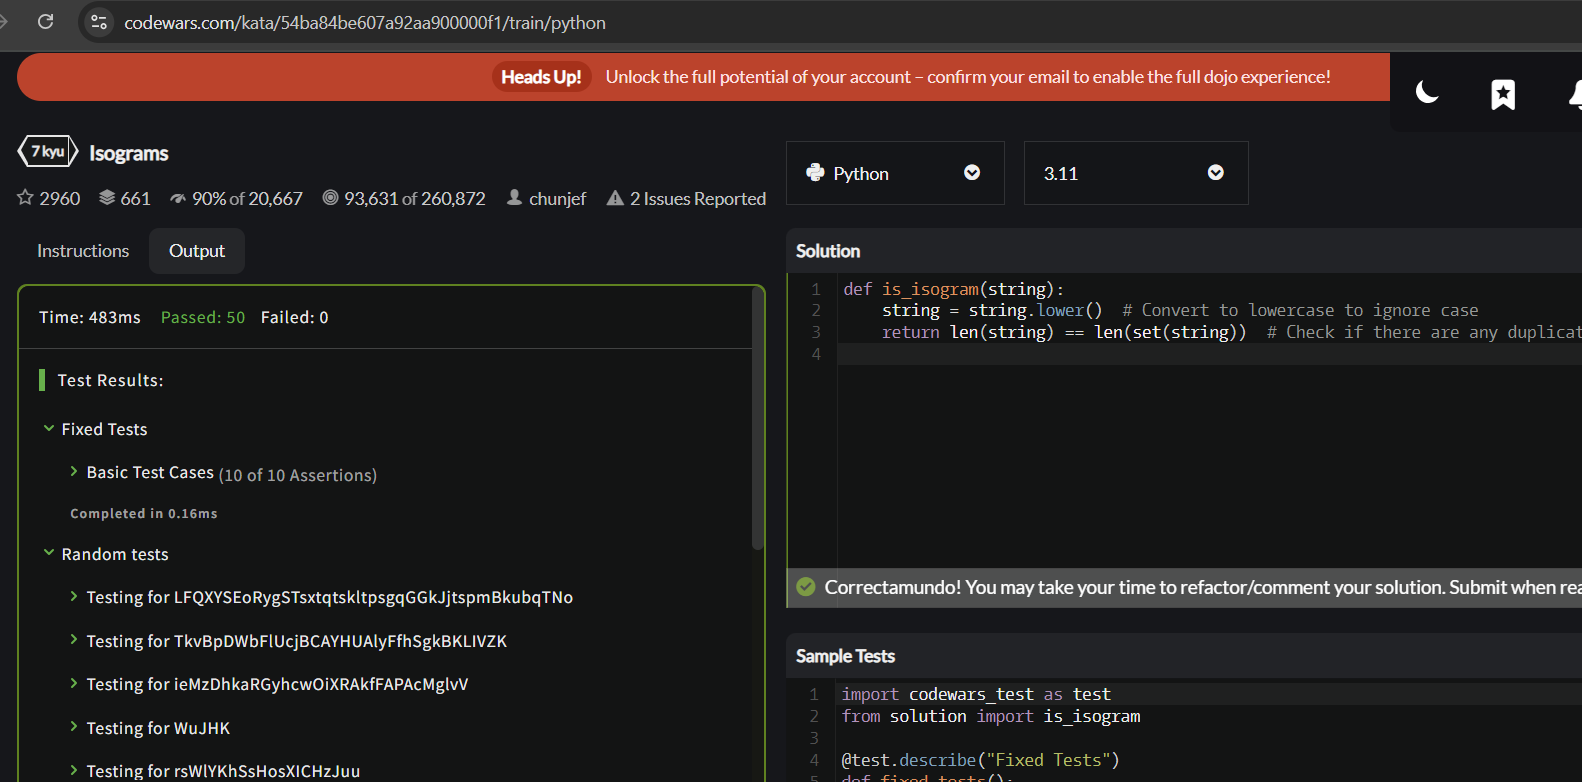 codewars.com/kata/54ba84be607a92aa900000f1/train/python
Heads Up! Unlock the full potential of your account – confirm your email to enable the full dojo experience!
7 kyu Isograms
2960 661 90% of 20,667 93,631 of 260,872 chunjef 2 Issues Reported
Instructions Output
Time: 483ms Passed: 50 Failed: 0
Test Results:
Fixed Tests
Basic Test Cases (10 of 10 Assertions)
Completed in 0.16ms
Random tests
Testing for LFQXYSEoRygSTsxtqtskltpsgqGGkJjtspmBkubqTNo
Testing for TkvBpDWbFlUcjBCAYHUAlyFfhSgkBKLIVZK
Testing for ieMzDhkaRGyhcwOiXRAkfFAPAcMglvV
Testing for WuJHK
Testing for rsWlYKhSsHosXICHzJuu
Python 3.11
Solution
1 def is_isogram(string):
2 string = string.lower() # Convert to lowercase to ignore case
3 return len(string) == len(set(string)) # Check if there are any duplicat
4
Correctamundo! You may take your time to refactor/comment your solution. Submit when rea
Sample Tests
1 import codewars_test as test
2 from solution import is_isogram
3
4 @test.describe("Fixed Tests")
5 def fixed_tests():